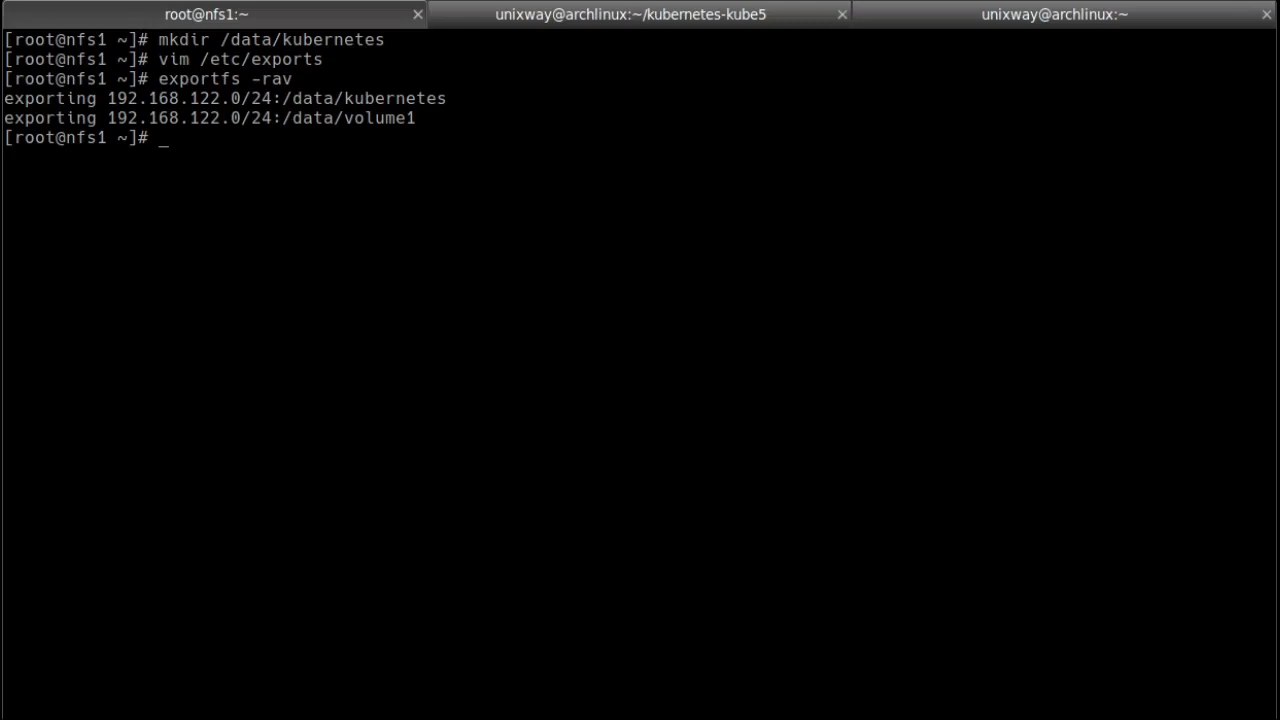 root@nfs1:~ × unixway@archlinux:~/kubernetes-kube5 × unixway@archlinux:~ ×
[root@nfs1 ~]# mkdir /data/kubernetes
[root@nfs1 ~]# vim /etc/exports
[root@nfs1 ~]# exportfs -rav
exporting 192.168.122.0/24:/data/kubernetes
exporting 192.168.122.0/24:/data/volume1
[root@nfs1 ~]# _